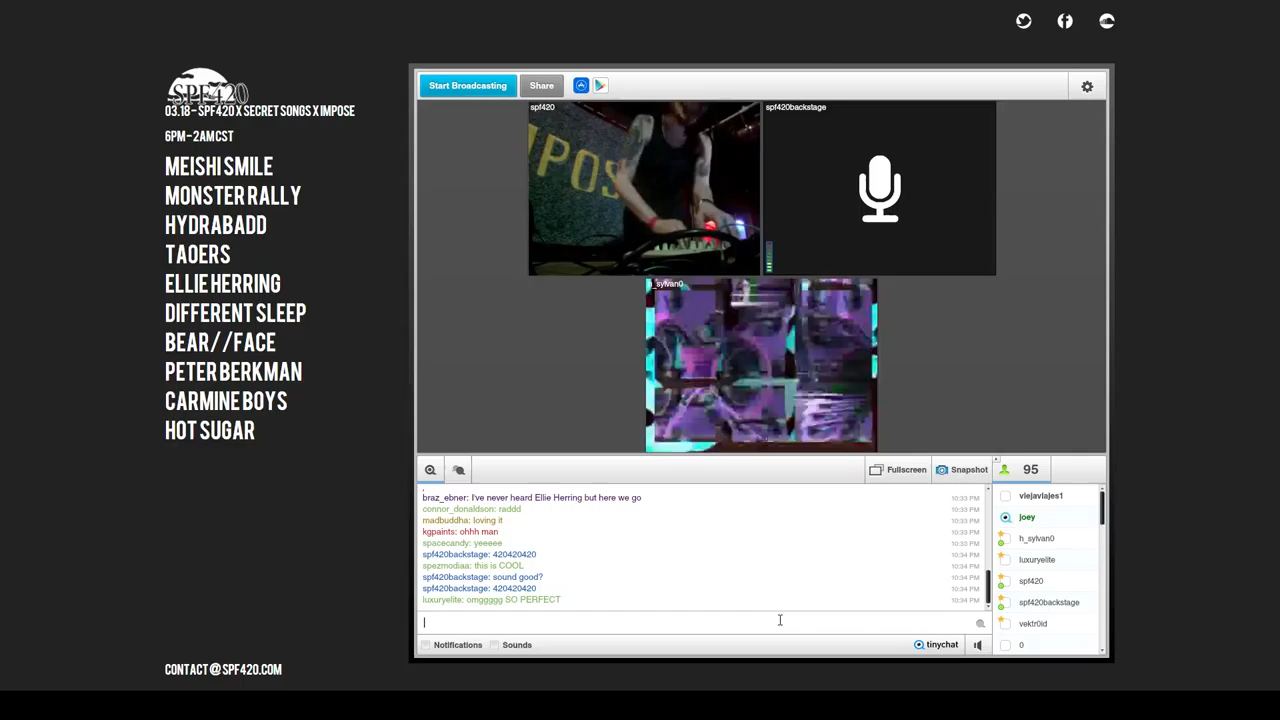 SPF420
03.18 - SPF420 X SECRET SONGS X IMPOSE
6PM - 2AM CST
MEISHI SMILE
MONSTER RALLY
HYDRABADD
TAOERS
ELLIE HERRING
DIFFERENT SLEEP
BEAR//FACE
PETER BERKMAN
CARMINE BOYS
HOT SUGAR
CONTACT@SPF420.COM
Start Broadcasting
Share
spf420
spf420backstage
IPOS
h_sylvan0
Fullscreen
Snapshot
95
braz_ebner: I've never heard Ellie Herring but here we go 10:33 PM
connor_donaldson: raddd 10:33 PM
madbuddha: loving it 10:33 PM
kgpaints: ohhh man 10:33 PM
spacecandy: yeeeee 10:33 PM
spf420backstage: 420420420 10:34 PM
spezmodiaa: this is COOL 10:34 PM
spf420backstage: sound good? 10:34 PM
spf420backstage: 420420420 10:34 PM
luxuryelite: omggggg SO PERFECT 10:34 PM
viejaviajes1
joey
h_sylvan0
luxuryelite
spf420
spf420backstage
vektr0id
0
Notifications
Sounds
tinychat